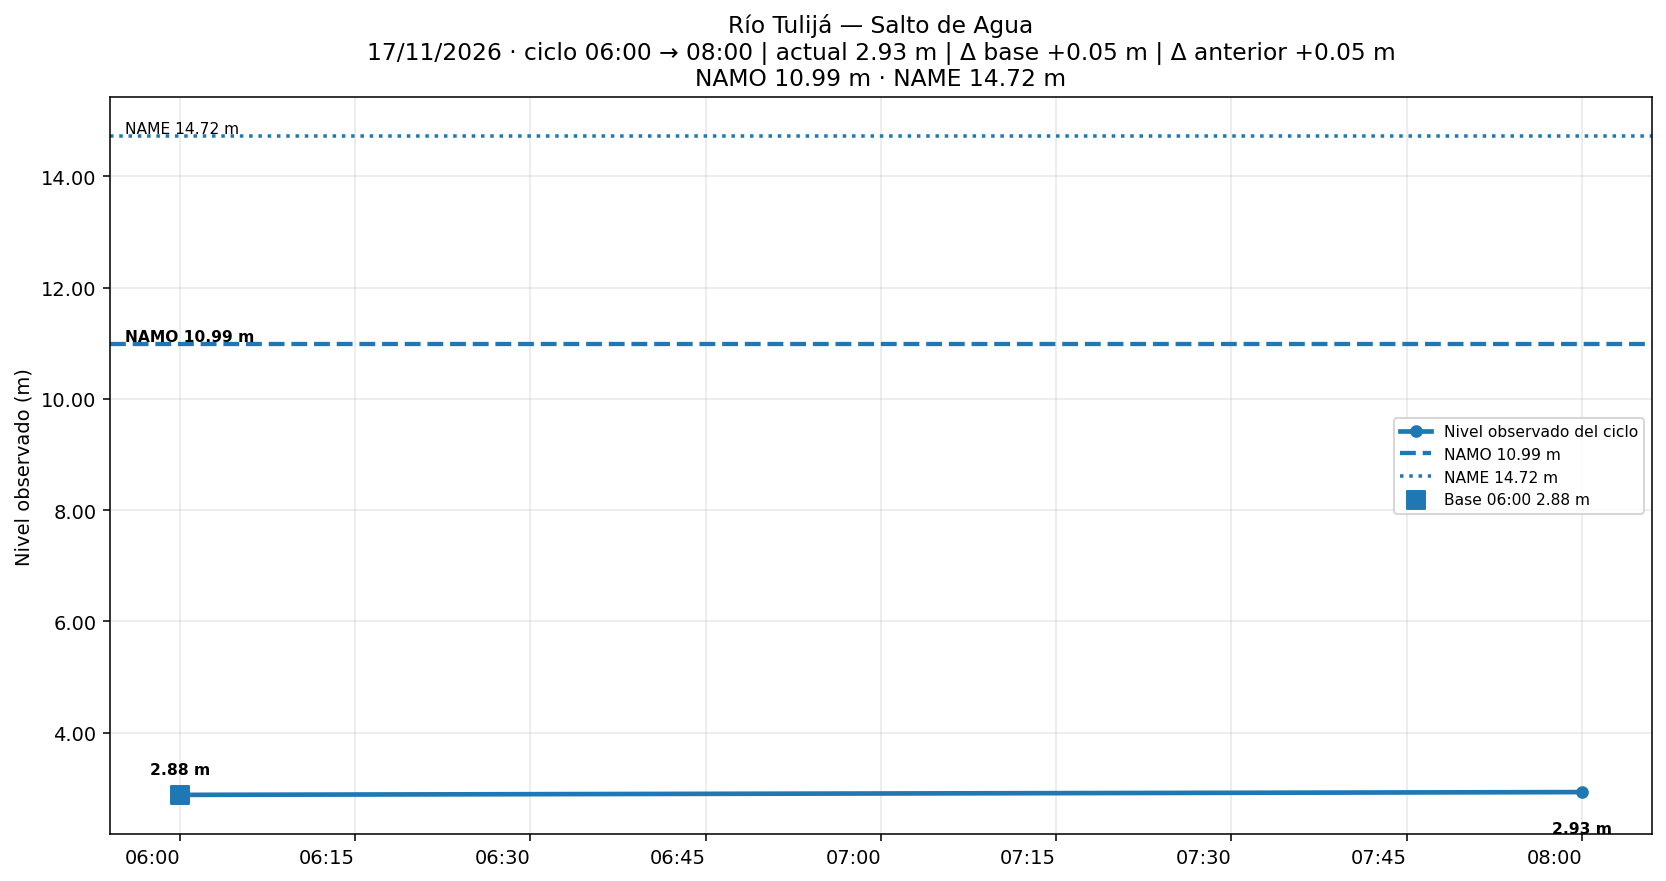 Río Tulijá — Salto de Agua
17/11/2026 · ciclo 06:00 → 08:00 | actual 2.93 m | Δ base +0.05 m | Δ anterior +0.05 m
NAMO 10.99 m · NAME 14.72 m
NAME 14.72 m
14.00
12.00
NAMO 10.99 m
10.00
Nivel observado (m)
Nivel observado del ciclo
NAMO 10.99 m
NAME 14.72 m
Base 06:00 2.88 m
8.00
6.00
4.00
2.88 m
2.93 m
06:00 06:15 06:30 06:45 07:00 07:15 07:30 07:45 08:00